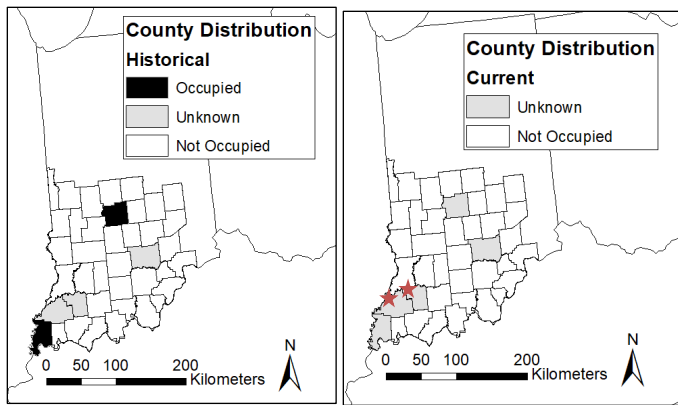 County Distribution
Historical
Occupied
Unknown
Not Occupied
N
0 50 100 200
Kilometers
County Distribution
Current
Unknown
Not Occupied
N
0 50 100 200
Kilometers